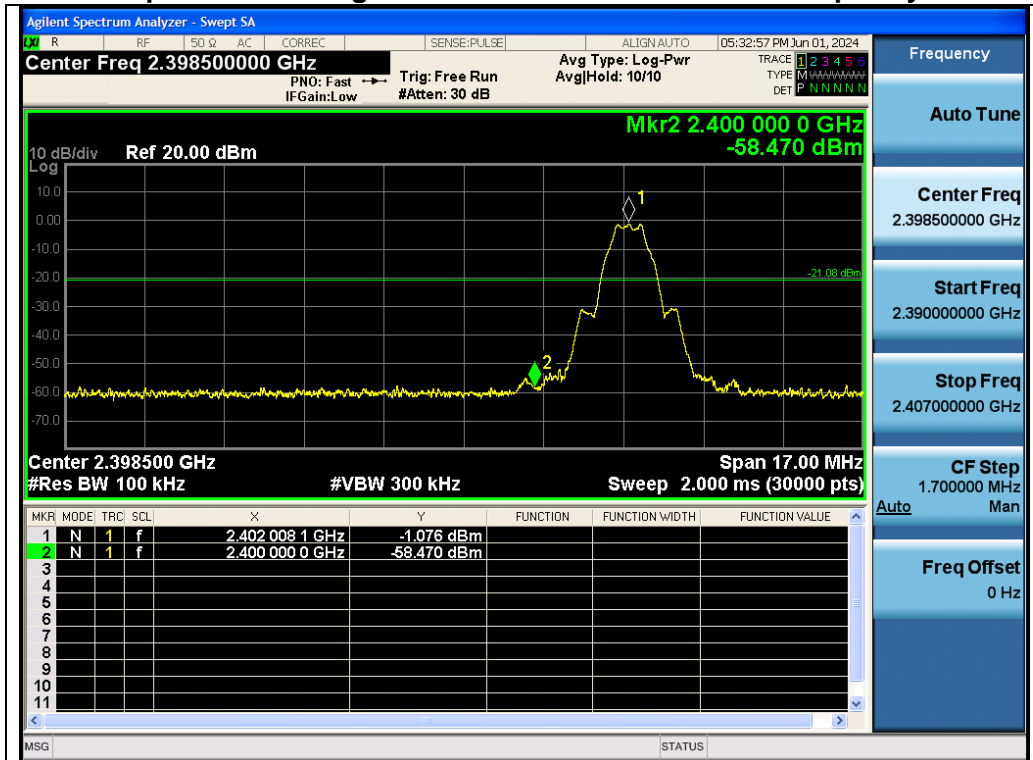 Agilent Spectrum Analyzer - Swept SA
LXI R RF 50 Ω AC CORREC SENSE:PULSE ALIGN AUTO 05:32:57 PM Jun 01, 2024
Center Freq 2.398500000 GHz
PNO: Fast
IFGain:Low
Trig: Free Run
#Atten: 30 dB
Avg Type: Log-Pwr
Avg|Hold: 10/10
TRACE 1 2 3 4 5 6
TYPE M
DET P N N N N N
Mkr2 2.400 000 0 GHz
-58.470 dBm
10 dB/div Ref 20.00 dBm
Log
10.0
0.00
-10.0
-20.0
-30.0
-40.0
-50.0
-60.0
-70.0
1
-21.08 dBm
2
Center 2.398500 GHz Span 17.00 MHz
#Res BW 100 kHz #VBW 300 kHz Sweep 2.000 ms (30000 pts)
MKR MODE TRC SCL X Y FUNCTION FUNCTION WIDTH FUNCTION VALUE
1 N 1 f 2.402 008 1 GHz -1.076 dBm
2 N 1 f 2.400 000 0 GHz -58.470 dBm
3
4
5
6
7
8
9
10
11
MSG STATUS
Frequency
Auto Tune
Center Freq
2.398500000 GHz
Start Freq
2.390000000 GHz
Stop Freq
2.407000000 GHz
CF Step
1.700000 MHz
Auto Man
Freq Offset
0 Hz